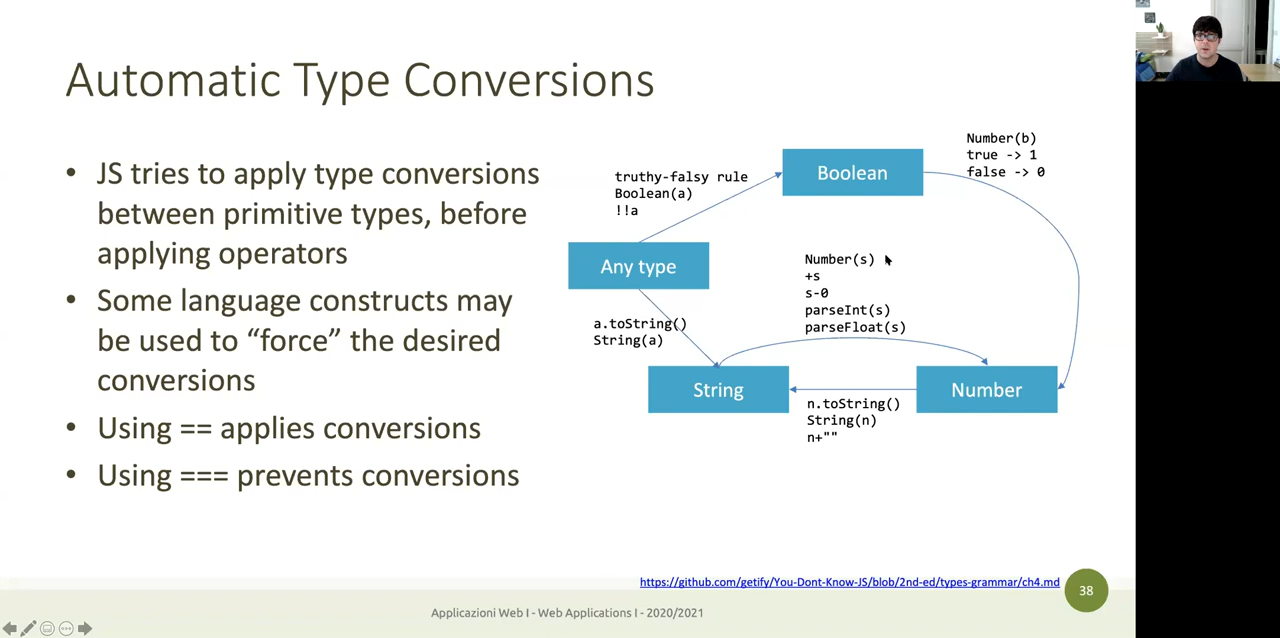 Automatic Type Conversions
• JS tries to apply type conversions
between primitive types, before
applying operators
• Some language constructs may
be used to “force” the desired
conversions
• Using == applies conversions
• Using === prevents conversions
truthy-falsy rule
Boolean(a)
!!a
Boolean
Number(b)
true -> 1
false -> 0
Any type
a.toString()
String(a)
Number(s)
+s
s-0
parseInt(s)
parseFloat(s)
String
Number
n.toString()
String(n)
n+""
https://github.com/getify/You-Dont-Know-JS/blob/2nd-ed/types-grammar/ch4.md
38
Applicazioni Web I - Web Applications I - 2020/2021